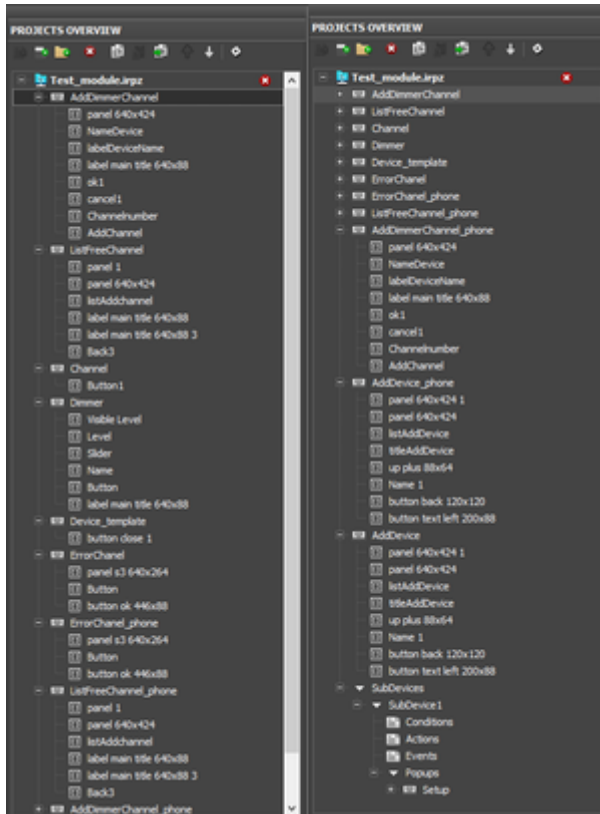 PROJECTS OVERVIEW
Test_module.irpz
AddDimmerChannel
panel 640x424
NameDevice
labelDeviceName
label main title 640x88
ok1
cancel1
Channelnumber
AddChannel
ListFreeChannel
panel 1
panel 640x424
listAddchannel
label main title 640x88
label main title 640x88 3
Back3
Channel
Button1
Dimmer
Visible Level
Level
Slider
Name
Button
label main title 640x88
Device_template
button close 1
ErrorChanel
panel s3 640x264
Button
button ok 446x88
ErrorChanel_phone
panel s3 640x264
Button
button ok 446x88
ListFreeChannel_phone
panel 1
panel 640x424
listAddchannel
label main title 640x88
label main title 640x88 3
Back3
AddDimmerChannel_phone
PROJECTS OVERVIEW
Test_module.irpz
AddDimmerChannel
ListFreeChannel
Channel
Dimmer
Device_template
ErrorChanel
ErrorChanel_phone
ListFreeChannel_phone
AddDimmerChannel_phone
panel 640x424
NameDevice
labelDeviceName
label main title 640x88
ok1
cancel1
Channelnumber
AddChannel
AddDevice_phone
panel 640x424 1
panel 640x424
listAddDevice
titleAddDevice
up plus 88x64
Name 1
button back 120x120
button text left 200x88
AddDevice
panel 640x424 1
panel 640x424
listAddDevice
titleAddDevice
up plus 88x64
Name 1
button back 120x120
button text left 200x88
SubDevices
SubDevice1
Conditions
Actions
Events
Popups
Setup